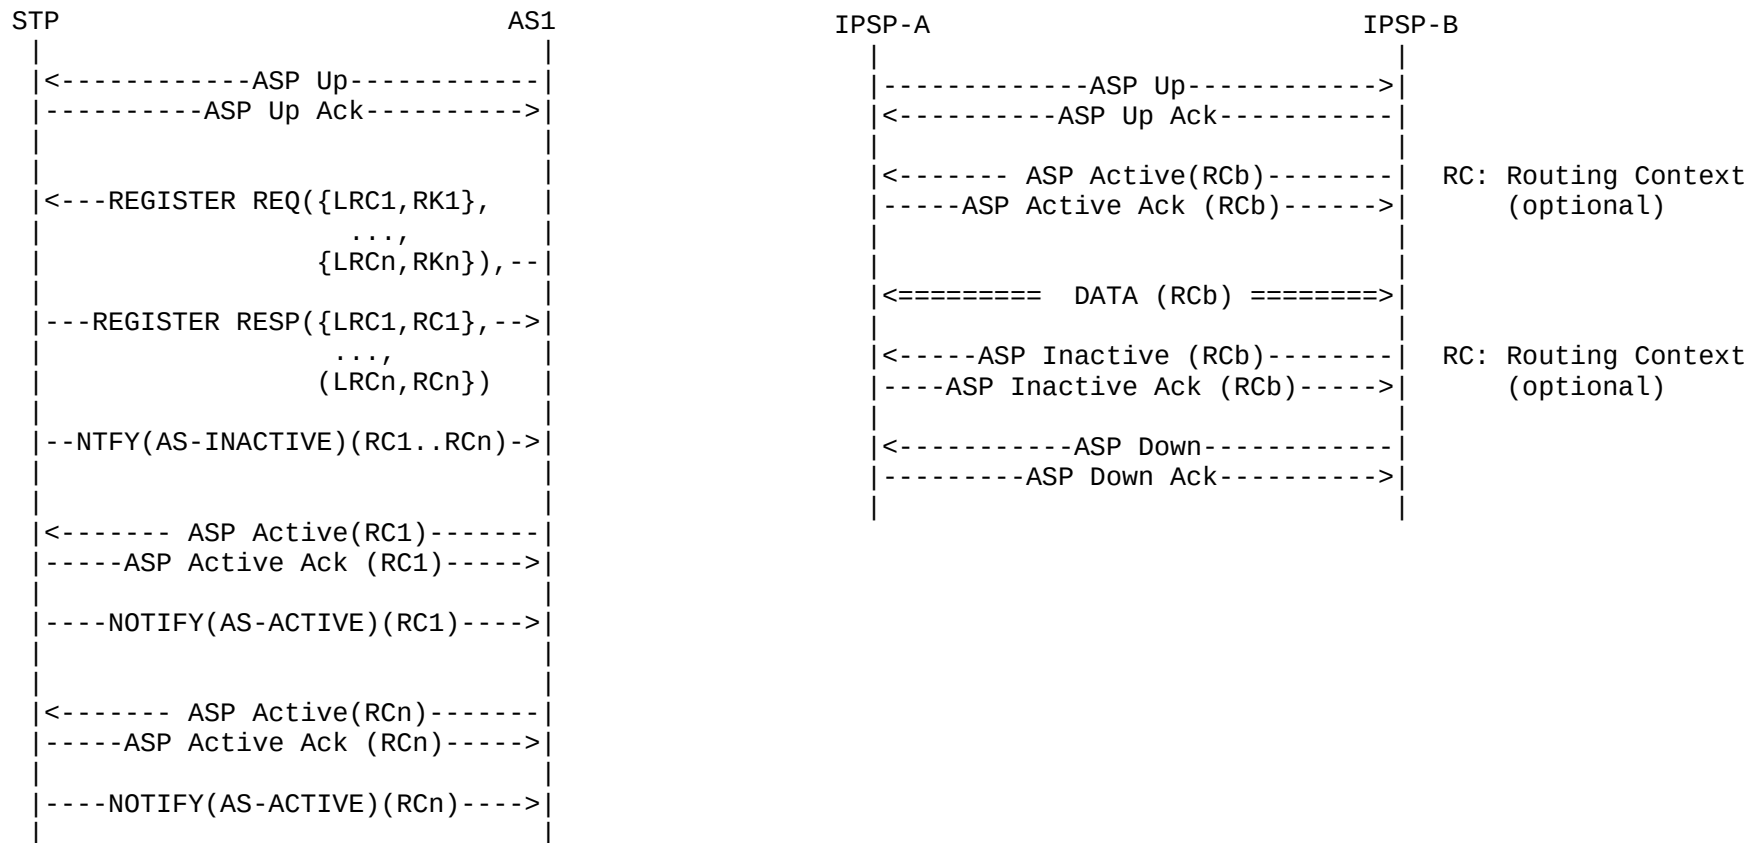 STP                               AS1
 |                                |
 |<------------ASP Up------------|
 |----------ASP Up Ack---------->|
 |                                |
 |                                |
 |<---REGISTER REQ({LRC1,RK1},    |
 |                    ...,        |
 |                  {LRCn,RKn}),--|
 |                                |
 |---REGISTER RESP({LRC1,RC1},-->|
 |                   ...,         |
 |                  (LRCn,RCn})   |
 |                                |
 |--NTFY(AS-INACTIVE)(RC1..RCn)->|
 |                                |
 |                                |
 |<------- ASP Active(RC1)-------|
 |-----ASP Active Ack (RC1)----->|
 |                                |
 |----NOTIFY(AS-ACTIVE)(RC1)---->|
 |                                |
 |                                |
 |<------- ASP Active(RCn)-------|
 |-----ASP Active Ack (RCn)----->|
 |                                |
 |----NOTIFY(AS-ACTIVE)(RCn)---->|
 |                                |
IPSP-A                           IPSP-B
 |                                |
 |-------------ASP Up------------>|
 |<----------ASP Up Ack-----------|
 |                                |
 |<------- ASP Active(RCb)--------|  RC: Routing Context
 |-----ASP Active Ack (RCb)------>|      (optional)
 |                                |
 |                                |
 |<=========  DATA (RCb) ========>|
 |                                |
 |<-----ASP Inactive (RCb)--------|  RC: Routing Context
 |----ASP Inactive Ack (RCb)----->|      (optional)
 |                                |
 |<-----------ASP Down------------|
 |---------ASP Down Ack---------->|
 |                                |